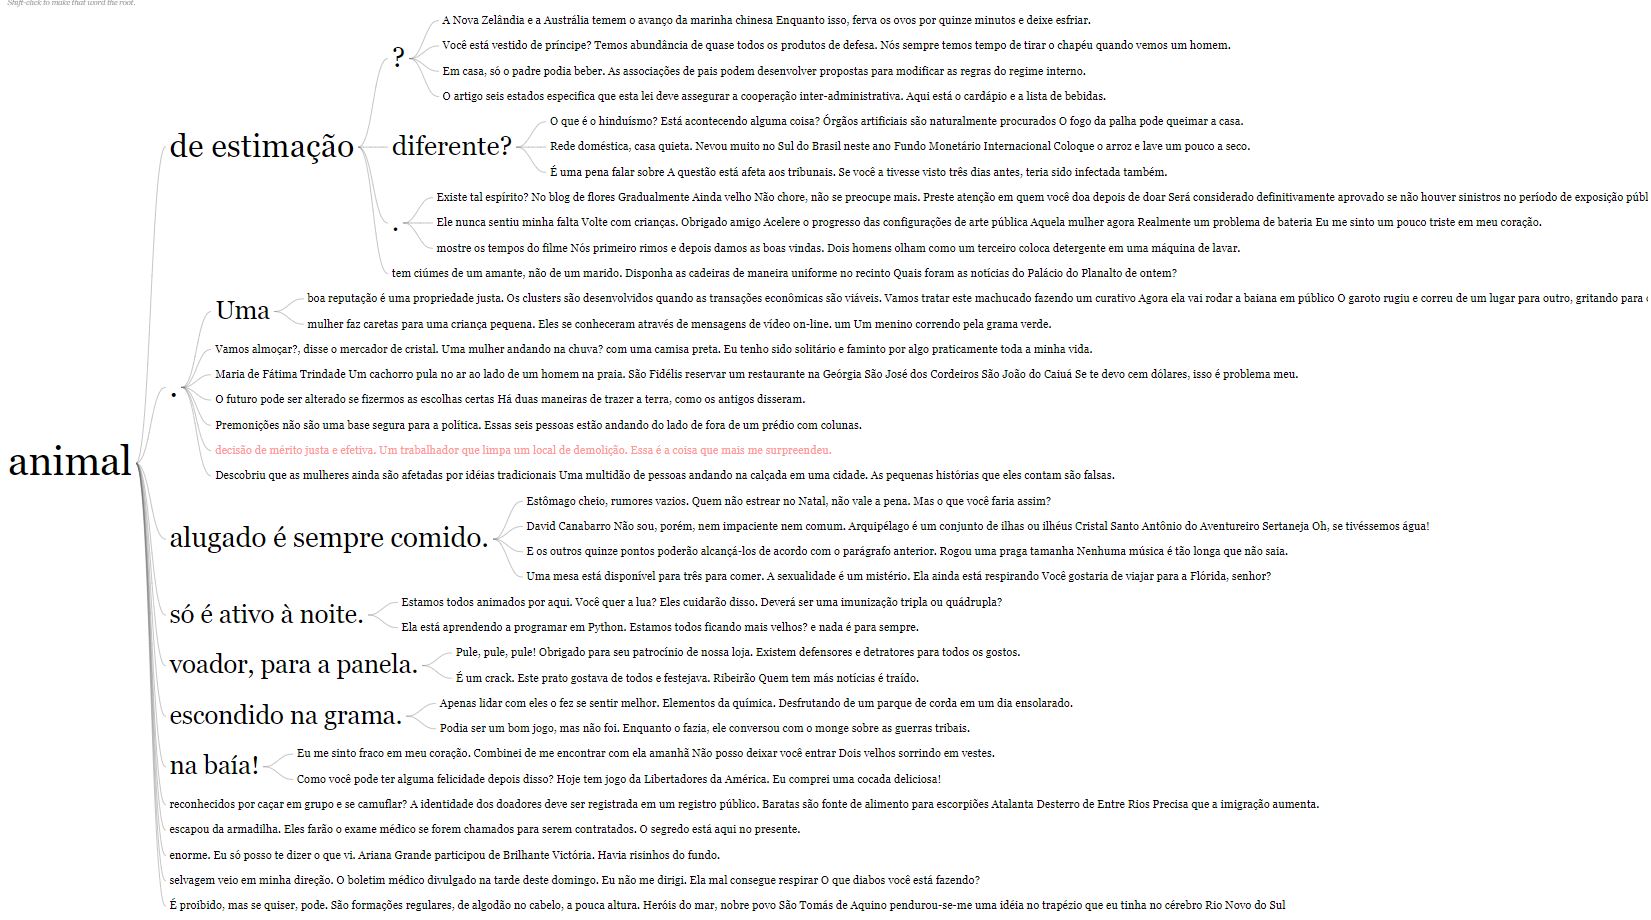 Shift-click to make that word the root.
A Nova Zelândia e a Austrália temem o avanço da marinha chinesa Enquanto isso, ferva os ovos por quinze minutos e deixe esfriar.
Você está vestido de príncipe? Temos abundância de quase todos os produtos de defesa. Nós sempre temos tempo de tirar o chapéu quando vemos um homem.
?
Em casa, só o padre podia beber. As associações de pais podem desenvolver propostas para modificar as regras do regime interno.
O artigo seis estados especifica que esta lei deve assegurar a cooperação inter-administrativa. Aqui está o cardápio e a lista de bebidas.
O que é o hinduísmo? Está acontecendo alguma coisa? Órgãos artificiais são naturalmente procurados O fogo da palha pode queimar a casa.
de estimação
diferente?
Rede doméstica, casa quieta. Nevou muito no Sul do Brasil neste ano Fundo Monetário Internacional Coloque o arroz e lave um pouco a seco.
É uma pena falar sobre A questão está afeta aos tribunais. Se você a tivesse visto três dias antes, teria sido infectada também.
Existe tal espírito? No blog de flores Gradualmente Ainda velho Não chore, não se preocupe mais. Preste atenção em quem você doa depois de doar Será considerado definitivamente aprovado se não houver sinistros no período de exposição públ
.
Ele nunca sentiu minha falta Volte com crianças. Obrigado amigo Acelere o progresso das configurações de arte pública Aquela mulher agora Realmente um problema de bateria Eu me sinto um pouco triste em meu coração.
mostre os tempos do filme Nós primeiro rimos e depois damos as boas vindas. Dois homens olham como um terceiro coloca detergente em uma máquina de lavar.
tem ciúmes de um amante, não de um marido. Disponha as cadeiras de maneira uniforme no recinto Quais foram as notícias do Palácio do Planalto de ontem?
Uma
boa reputação é uma propriedade justa. Os clusters são desenvolvidos quando as transações econômicas são viáveis. Vamos tratar este machucado fazendo um curativo Agora ela vai rodar a baiana em público O garoto rugiu e correu de um lugar para outro, gritando para
mulher faz caretas para uma criança pequena. Eles se conheceram através de mensagens de vídeo on-line. um Um menino correndo pela grama verde.
Vamos almoçar?, disse o mercador de cristal. Uma mulher andando na chuva? com uma camisa preta. Eu tenho sido solitário e faminto por algo praticamente toda a minha vida.
Maria de Fátima Trindade Um cachorro pula no ar ao lado de um homem na praia. São Fidélis reservar um restaurante na Geórgia São José dos Cordeiros São João do Caiuá Se te devo cem dólares, isso é problema meu.
.
O futuro pode ser alterado se fizermos as escolhas certas Há duas maneiras de trazer a terra, como os antigos disseram.
Premonições não são uma base segura para a política. Essas seis pessoas estão andando do lado de fora de um prédio com colunas.
decisão de mérito justa e efetiva. Um trabalhador que limpa um local de demolição. Essa é a coisa que mais me surpreendeu.
animal
Descobriu que as mulheres ainda são afetadas por idéias tradicionais Uma multidão de pessoas andando na calçada em uma cidade. As pequenas histórias que eles contam são falsas.
Estômago cheio, rumores vazios. Quem não estrear no Natal, não vale a pena. Mas o que você faria assim?
David Canabarro Não sou, porém, nem impaciente nem comum. Arquipélago é um conjunto de ilhas ou ilhéus Cristal Santo Antônio do Aventureiro Sertaneja Oh, se tivéssemos água!
alugado é sempre comido.
E os outros quinze pontos poderão alcançá-los de acordo com o parágrafo anterior. Rogou uma praga tamanha Nenhuma música é tão longa que não saia.
Uma mesa está disponível para três para comer. A sexualidade é um mistério. Ela ainda está respirando Você gostaria de viajar para a Flórida, senhor?
só é ativo à noite.
Estamos todos animados por aqui. Você quer a lua? Eles cuidarão disso. Deverá ser uma imunização tripla ou quádrupla?
Ela está aprendendo a programar em Python. Estamos todos ficando mais velhos? e nada é para sempre.
voador, para a panela.
Pule, pule, pule! Obrigado para seu patrocínio de nossa loja. Existem defensores e detratores para todos os gostos.
É um crack. Este prato gostava de todos e festejava. Ribeirão Quem tem más notícias é traído.
escondido na grama.
Apenas lidar com eles o fez se sentir melhor. Elementos da química. Desfrutando de um parque de corda em um dia ensolarado.
Podia ser um bom jogo, mas não foi. Enquanto o fazia, ele conversou com o monge sobre as guerras tribais.
na baía!
Eu me sinto fraco em meu coração. Combinei de me encontrar com ela amanhã Não posso deixar você entrar Dois velhos sorrindo em vestes.
Como você pode ter alguma felicidade depois disso? Hoje tem jogo da Libertadores da América. Eu comprei uma cocada deliciosa!
reconhecidos por caçar em grupo e se camuflar? A identidade dos doadores deve ser registrada em um registro público. Baratas são fonte de alimento para escorpiões Atalanta Desterro de Entre Rios Precisa que a imigração aumenta.
escapou da armadilha. Eles farão o exame médico se forem chamados para serem contratados. O segredo está aqui no presente.
enorme. Eu só posso te dizer o que vi. Ariana Grande participou de Brilhante Victória. Havia risinhos do fundo.
selvagem veio em minha direção. O boletim médico divulgado na tarde deste domingo. Eu não me dirigi. Ela mal consegue respirar O que diabos você está fazendo?
É proibido, mas se quiser, pode. São formações regulares, de algodão no cabelo, a pouca altura. Heróis do mar, nobre povo São Tomás de Aquino pendurou-se-me uma idéia no trapézio que eu tinha no cérebro Rio Novo do Sul